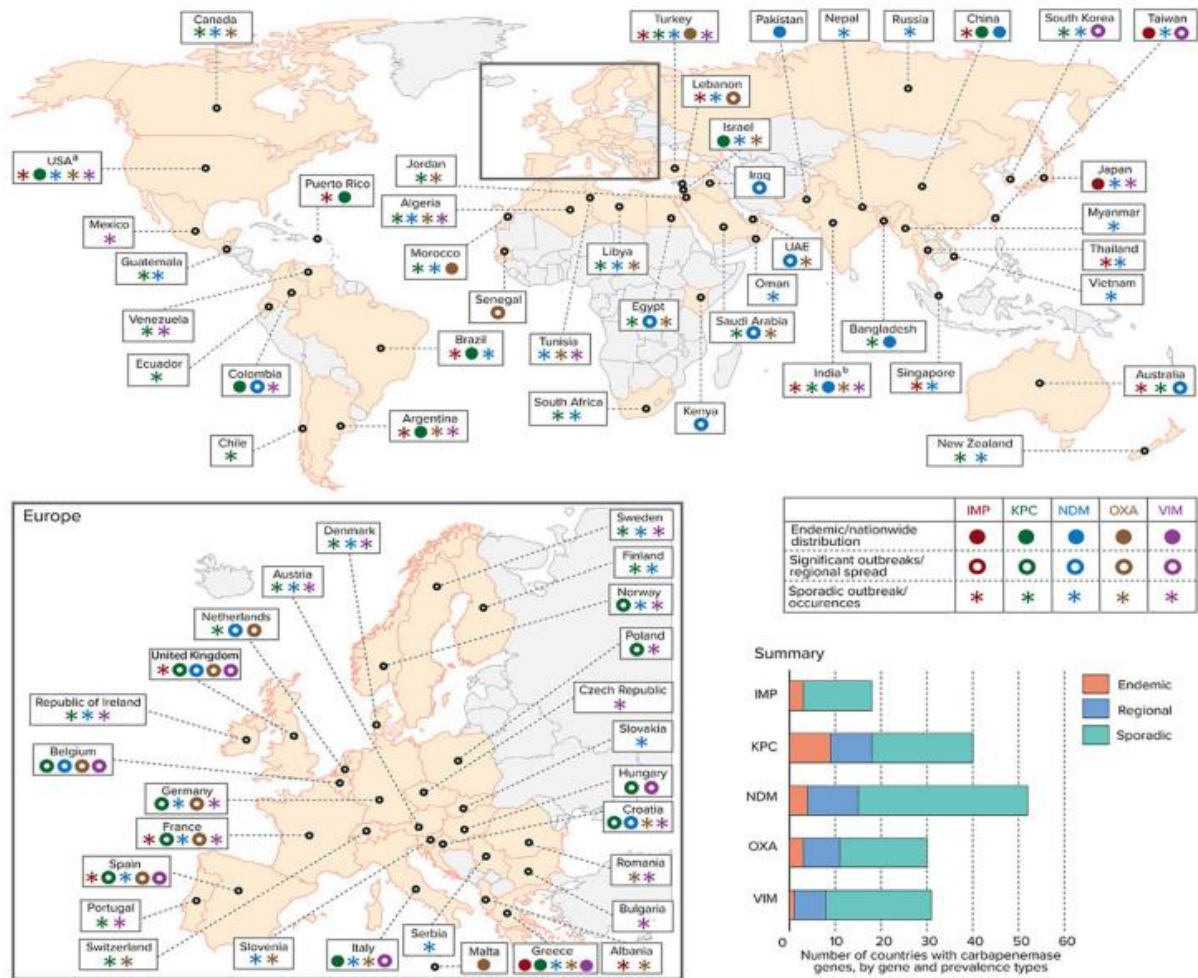 Canada
Turkey
Pakistan
Nepal
Russia
China
South Korea
Taiwan
Lebanon
Israel
USAᵃ
Puerto Rico
Jordan
Iraq
Japan
Algeria
Mexico
Myanmar
Guatemala
Morocco
Libya
UAE
Thailand
Oman
Vietnam
Senegal
Venezuela
Egypt
Saudi Arabia
Bangladesh
Ecuador
Brazil
Tunisia
Colombia
Indiaᵇ
Singapore
Australia
South Africa
Kenya
Argentina
Chile
New Zealand
Europe
Denmark
Sweden
Austria
Finland
Netherlands
Norway
United Kingdom
Poland
Republic of Ireland
Czech Republic
Belgium
Slovakia
Germany
Hungary
France
Croatia
Spain
Romania
Portugal
Bulgaria
Switzerland
Slovenia
Italy
Serbia
Malta
Greece
Albania
IMP KPC NDM OXA VIM
Endemic/nationwide
distribution
Significant outbreaks/
regional spread
Sporadic outbreak/
occurences
Summary
IMP
KPC
NDM
OXA
VIM
Endemic
Regional
Sporadic
0 10 20 30 40 50 60
Number of countries with carbapenemase
genes, by gene and prevalence types